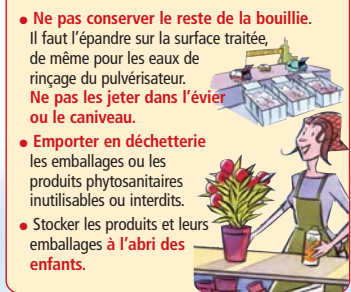 • Ne pas conserver le reste de la bouillie.
Il faut l'épandre sur la surface traitée,
de même pour les eaux de
rinçage du pulvérisateur.
Ne pas les jeter dans l'évier
ou le caniveau.
• Emporter en déchetterie
les emballages ou les
produits phytosanitaires
inutilisables ou interdits.
• Stocker les produits et leurs
emballages à l'abri des
enfants.